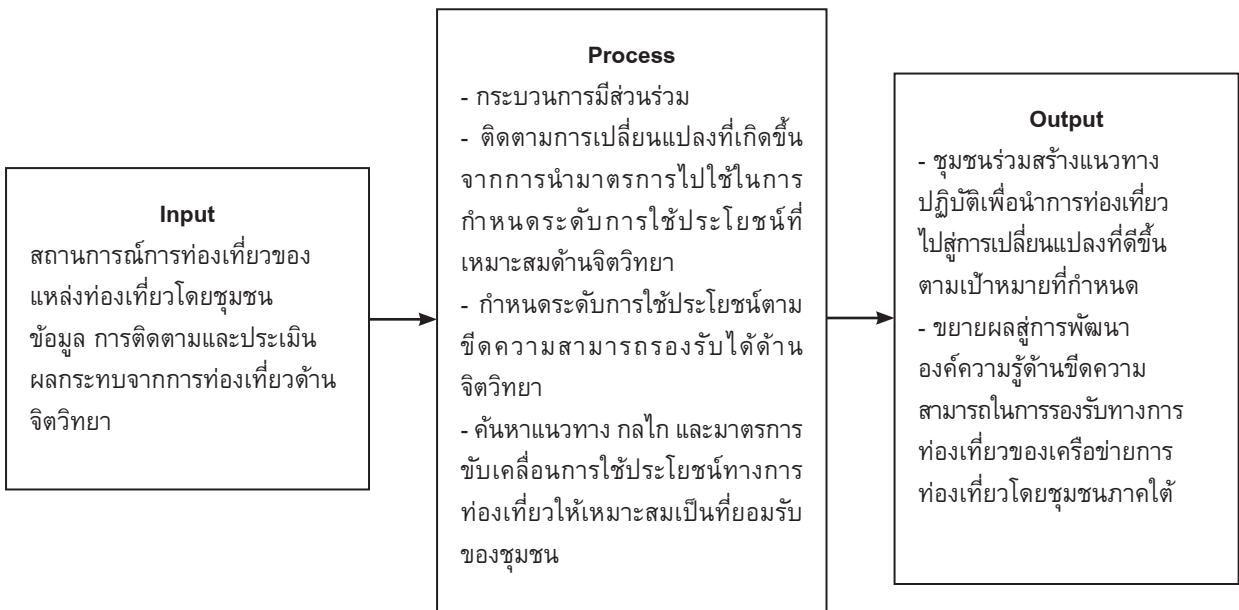 Input
สถานการณ์การท่องเที่ยวของ
แหล่งท่องเที่ยวโดยชุมชน
ข้อมูล การติดตามและประเมิน
ผลกระทบจากการท่องเที่ยวด้าน
จิตวิทยา
Process
- กระบวนการมีส่วนร่วม
- ติดตามการเปลี่ยนแปลงที่เกิดขึ้น
จากการนำมาตรการไปใช้ในการ
กำหนดระดับการใช้ประโยชน์ที่
เหมาะสมด้านจิตวิทยา
- กำหนดระดับการใช้ประโยชน์ตาม
ขีดความสามารถรองรับได้ด้าน
จิตวิทยา
- ค้นหาแนวทาง กลไก และมาตรการ
ขับเคลื่อนการใช้ประโยชน์ทางการ
ท่องเที่ยวให้เหมาะสมเป็นที่ยอมรับ
ของชุมชน
Output
- ชุมชนร่วมสร้างแนวทาง
ปฏิบัติเพื่อนำการท่องเที่ยว
ไปสู่การเปลี่ยนแปลงที่ดีขึ้น
ตามเป้าหมายที่กำหนด
- ขยายผลสู่การพัฒนา
องค์ความรู้ด้านขีดความ
สามารถในการรองรับทางการ
ท่องเที่ยวของเครือข่ายการ
ท่องเที่ยวโดยชุมชนภาคใต้